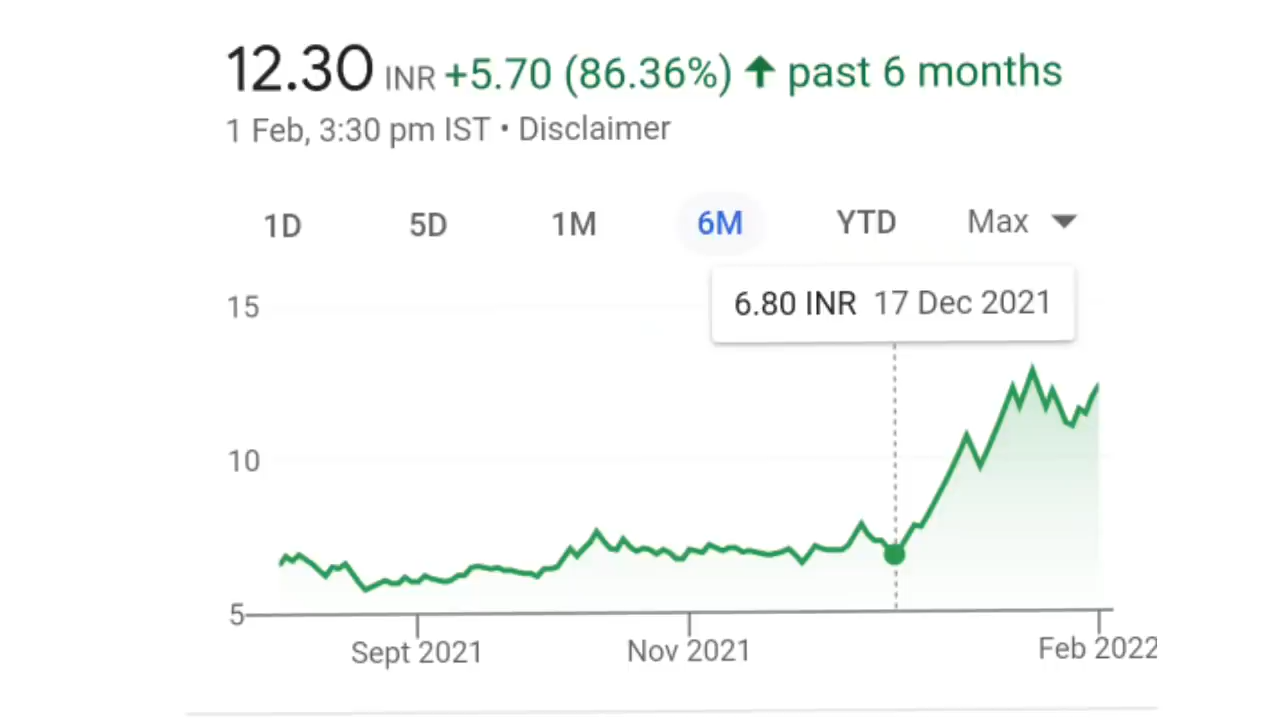 12.30 INR +5.70 (86.36%) ↑ past 6 months
1 Feb, 3:30 pm IST • Disclaimer
1D 5D 1M 6M YTD Max
6.80 INR 17 Dec 2021
15
10
5
Sept 2021 Nov 2021 Feb 2022